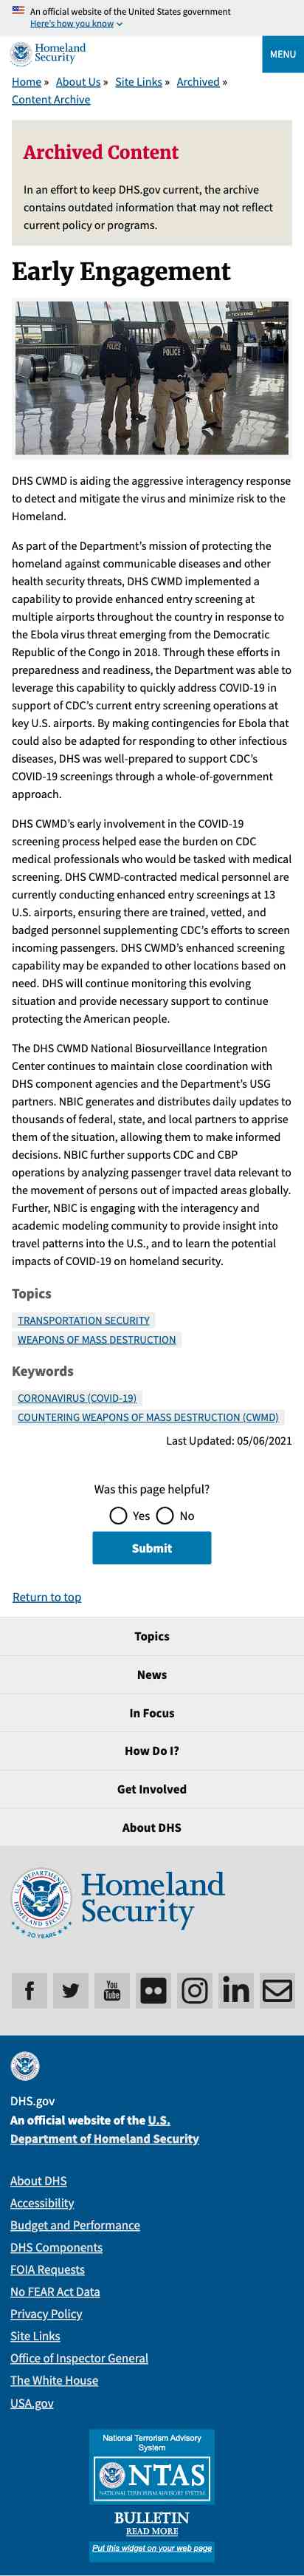 An official website of the United States government
Here's how you know
Homeland
Security
MENU
Home » About Us » Site Links » Archived »
Content Archive
Archived Content
In an effort to keep DHS.gov current, the archive
contains outdated information that may not reflect
current policy or programs.
Early Engagement
POLICE
DHS CWMD is aiding the aggressive interagency response
to detect and mitigate the virus and minimize risk to the
Homeland.
As part of the Department's mission of protecting the
homeland against communicable diseases and other
health security threats, DHS CWMD implemented a
capability to provide enhanced entry screening at
multiple airports throughout the country in response to
the Ebola virus threat emerging from the Democratic
Republic of the Congo in 2018. Through these efforts in
preparedness and readiness, the Department was able to
leverage this capability to quickly address COVID-19 in
support of CDC's current entry screening operations at
key U.S. airports. By making contingencies for Ebola that
could also be adapted for responding to other infectious
diseases, DHS was well-prepared to support CDC's
COVID-19 screenings through a whole-of-government
approach.
DHS CWMD's early involvement in the COVID-19
screening process helped ease the burden on CDC
medical professionals who would be tasked with medical
screening. DHS CWMD-contracted medical personnel are
currently conducting enhanced entry screenings at 13
U.S. airports, ensuring there are trained, vetted, and
badged personnel supplementing CDC's efforts to screen
incoming passengers. DHS CWMD's enhanced screening
capability may be expanded to other locations based on
need. DHS will continue monitoring this evolving
situation and provide necessary support to continue
protecting the American people.
The DHS CWMD National Biosurveillance Integration
Center continues to maintain close coordination with
DHS component agencies and the Department's USG
partners. NBIC generates and distributes daily updates to
thousands of federal, state, and local partners to apprise
them of the situation, allowing them to make informed
decisions. NBIC further supports CDC and CBP
operations by analyzing passenger travel data relevant to
the movement of persons out of impacted areas globally.
Further, NBIC is engaging with the interagency and
academic modeling community to provide insight into
travel patterns into the U.S., and to learn the potential
impacts of COVID-19 on homeland security.
Topics
TRANSPORTATION SECURITY
WEAPONS OF MASS DESTRUCTION
Keywords
CORONAVIRUS (COVID-19)
COUNTERING WEAPONS OF MASS DESTRUCTION (CWMD)
Last Updated: 05/06/2021
Was this page helpful?
Yes No
Submit
Return to top
Topics
News
In Focus
How Do I?
Get Involved
About DHS
U.S. DEPARTMENT OF HOMELAND SECURITY
20 YEARS
Homeland
Security
You
Tube
in
DHS.gov
An official website of the U.S.
Department of Homeland Security
About DHS
Accessibility
Budget and Performance
DHS Components
FOIA Requests
No FEAR Act Data
Privacy Policy
Site Links
Office of Inspector General
The White House
USA.gov
National Terrorism Advisory
System
NTAS
NATIONAL TERRORISM ADVISORY SYSTEM
BULLETIN
READ MORE
Put this widget on your web page